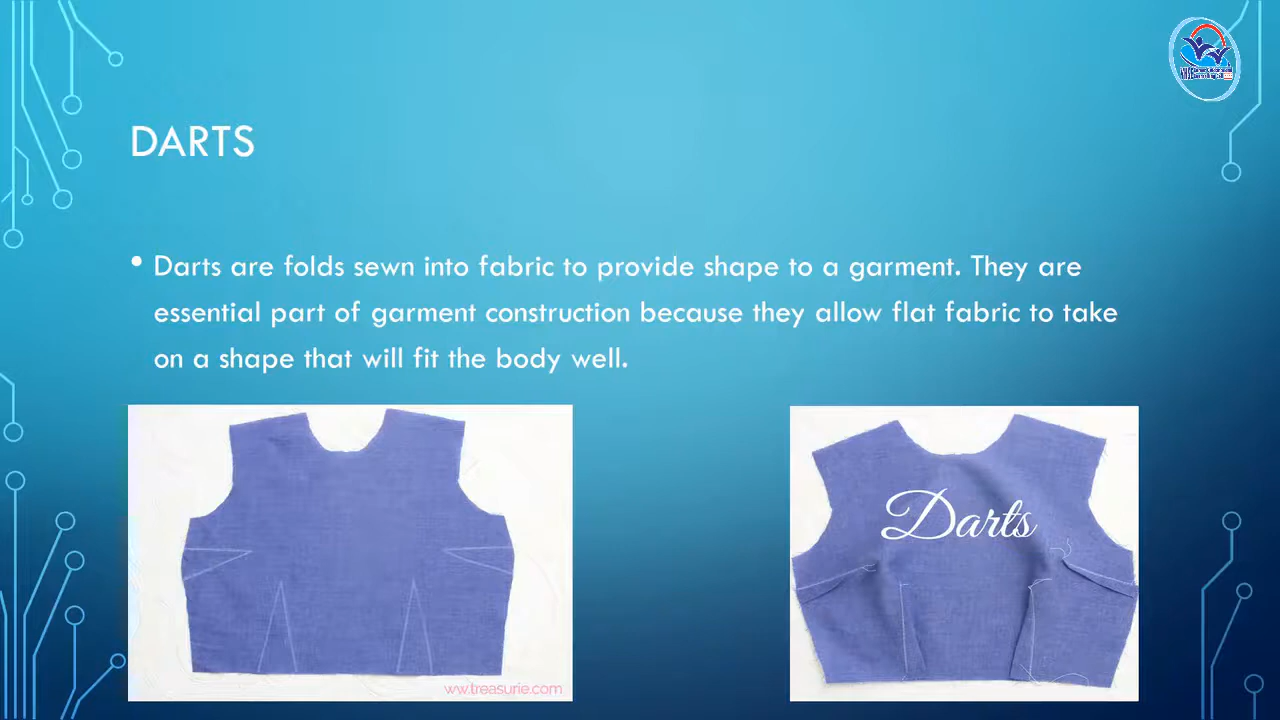 DARTS
• Darts are folds sewn into fabric to provide shape to a garment. They are
essential part of garment construction because they allow flat fabric to take
on a shape that will fit the body well.
Darts
ww.treasurie.com